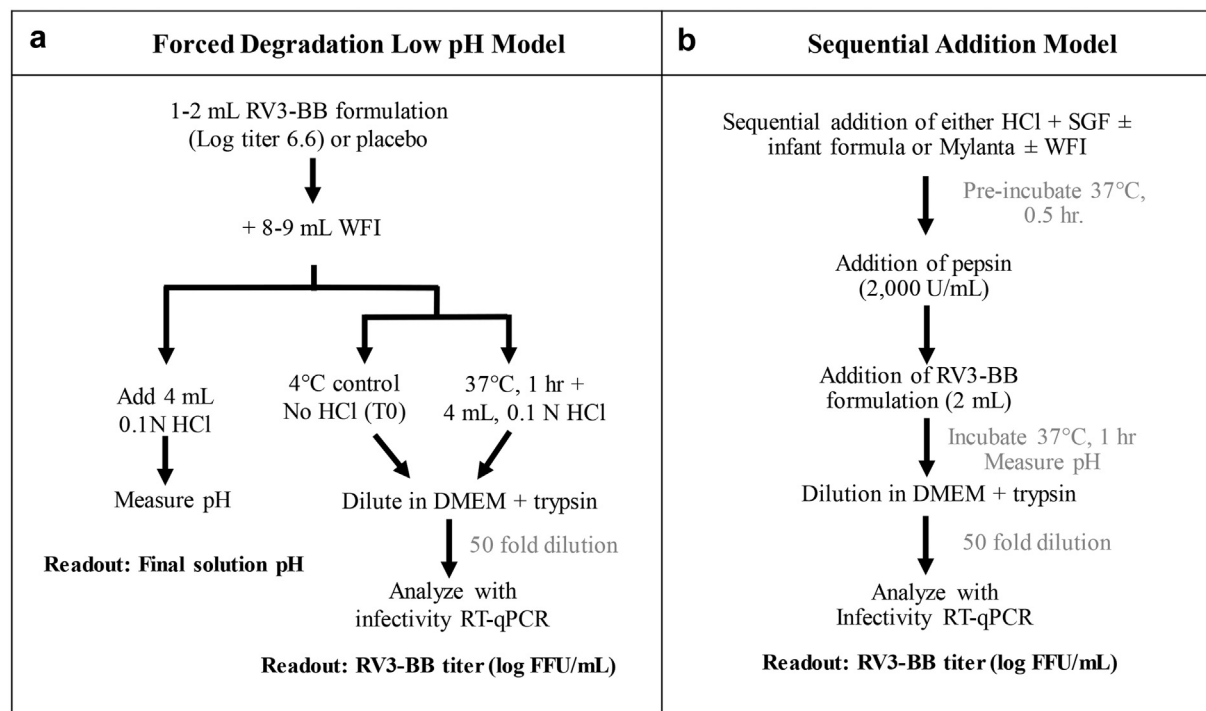 a
Forced Degradation Low pH Model
1-2 mL RV3-BB formulation
(Log titer 6.6) or placebo
+ 8-9 mL WFI
Add 4 mL
0.1N HCl
Measure pH
Readout: Final solution pH
4°C control
No HCl (T0)
37°C, 1 hr +
4 mL, 0.1 N HCl
Dilute in DMEM + trypsin
50 fold dilution
Analyze with
infectivity RT-qPCR
Readout: RV3-BB titer (log FFU/mL)
b
Sequential Addition Model
Sequential addition of either HCl + SGF ±
infant formula or Mylanta ± WFI
Pre-incubate 37°C,
0.5 hr.
Addition of pepsin
(2,000 U/mL)
Addition of RV3-BB
formulation (2 mL)
Incubate 37°C, 1 hr
Measure pH
Dilution in DMEM + trypsin
50 fold dilution
Analyze with
Infectivity RT-qPCR
Readout: RV3-BB titer (log FFU/mL)